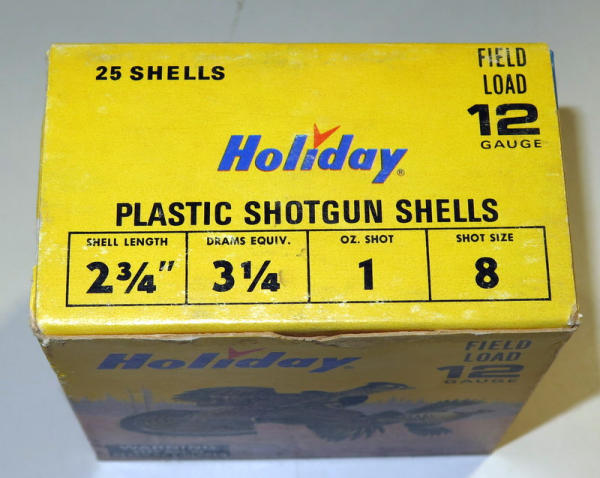 25 SHELLS
FIELD
LOAD
12
GAUGE
Holiday®
PLASTIC SHOTGUN SHELLS
SHELL LENGTH DRAMS EQUIV. OZ. SHOT SHOT SIZE
2¾" 3¼ 1 8
Holiday
FIELD
LOAD
12
GAUGE
WARNING